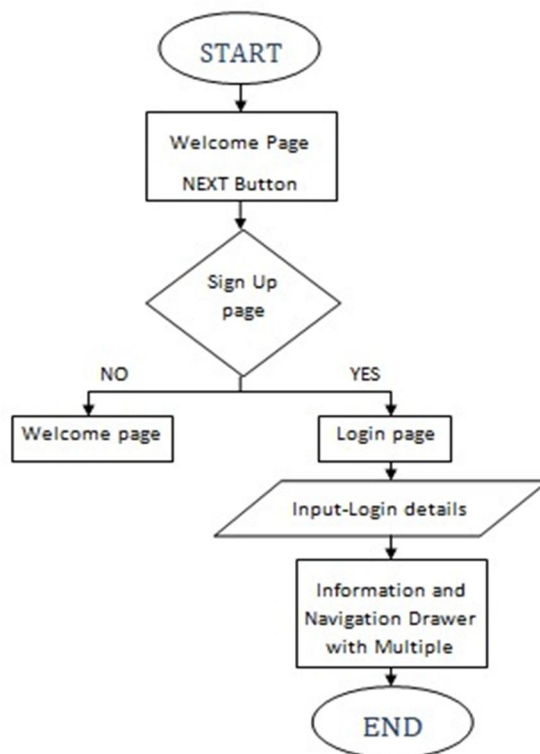 START
Welcome Page
NEXT Button
Sign Up
page
NO
YES
Welcome page
Login page
Input-Login details
Information and
Navigation Drawer
with Multiple
END